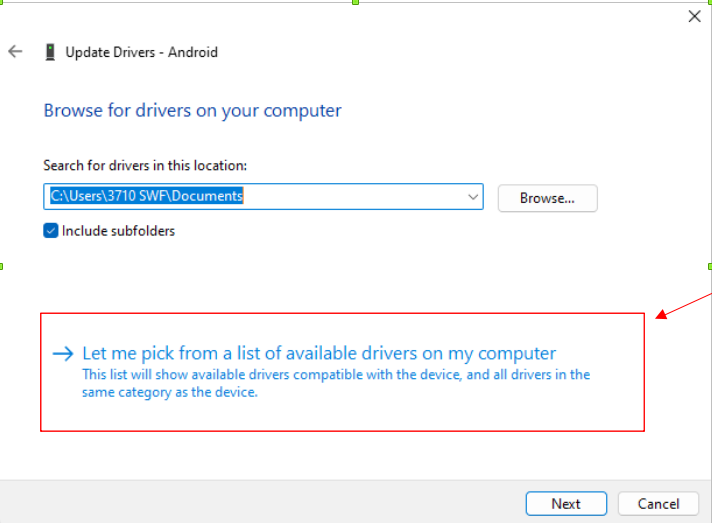 Update Drivers - Android
Browse for drivers on your computer
Search for drivers in this location:
C:\Users\3710 SWF\Documents
Browse...
Include subfolders
Let me pick from a list of available drivers on my computer
This list will show available drivers compatible with the device, and all drivers in the
same category as the device.
Next
Cancel